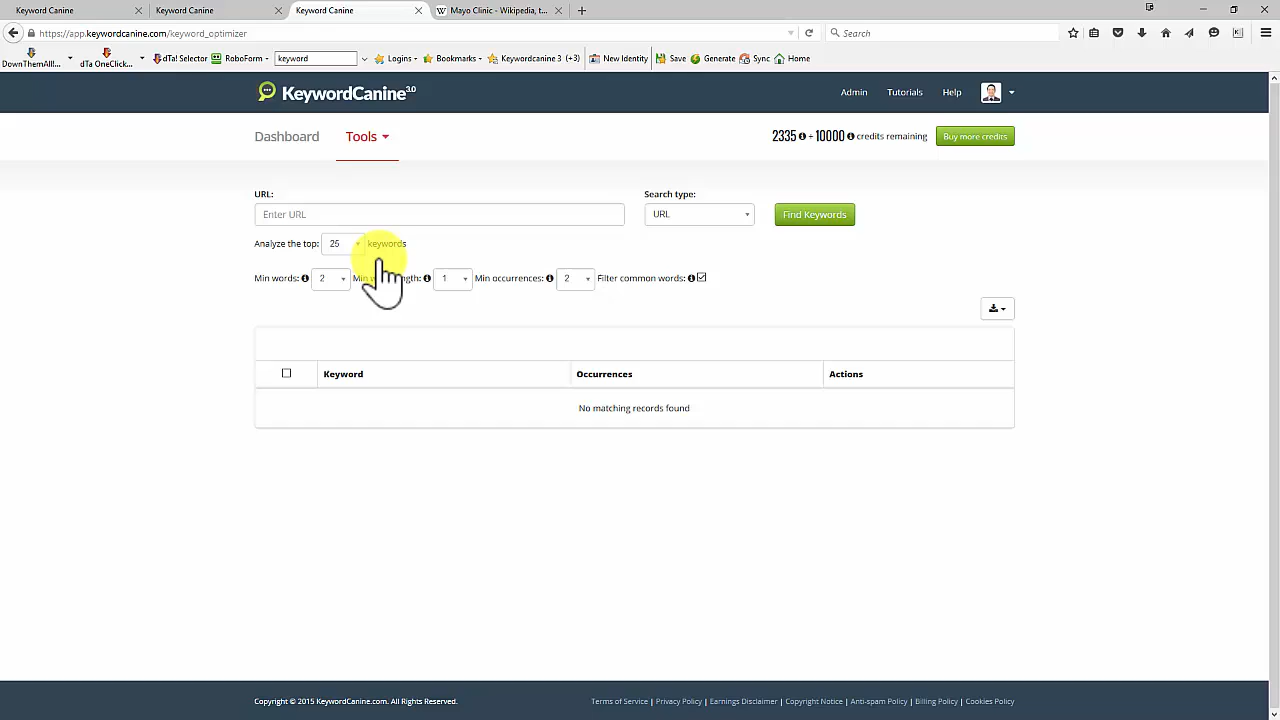 Keyword Canine
Keyword Canine
Keyword Canine
Mayo Clinic - Wikipedia, t...
https://app.keywordcanine.com/keyword_optimizer
Search
DownThemAll!...
dTa OneClick...
dTa! Selector
RoboForm
keyword
Logins
Bookmarks
Keywordcanine 3 (+3)
New Identity
Save
Generate
Sync
Home
KeywordCanine 3.0
Admin
Tutorials
Help
Dashboard
Tools
2335 + 10000 credits remaining
Buy more credits
URL:
Search type:
Enter URL
URL
Find Keywords
Analyze the top: 25 keywords
Min words: 2 Min length: 1 Min occurrences: 2 Filter common words:
Keyword
Occurrences
Actions
No matching records found
Copyright © 2015 KeywordCanine.com. All Rights Reserved.
Terms of Service | Privacy Policy | Earnings Disclaimer | Copyright Notice | Anti-spam Policy | Billing Policy | Cookies Policy